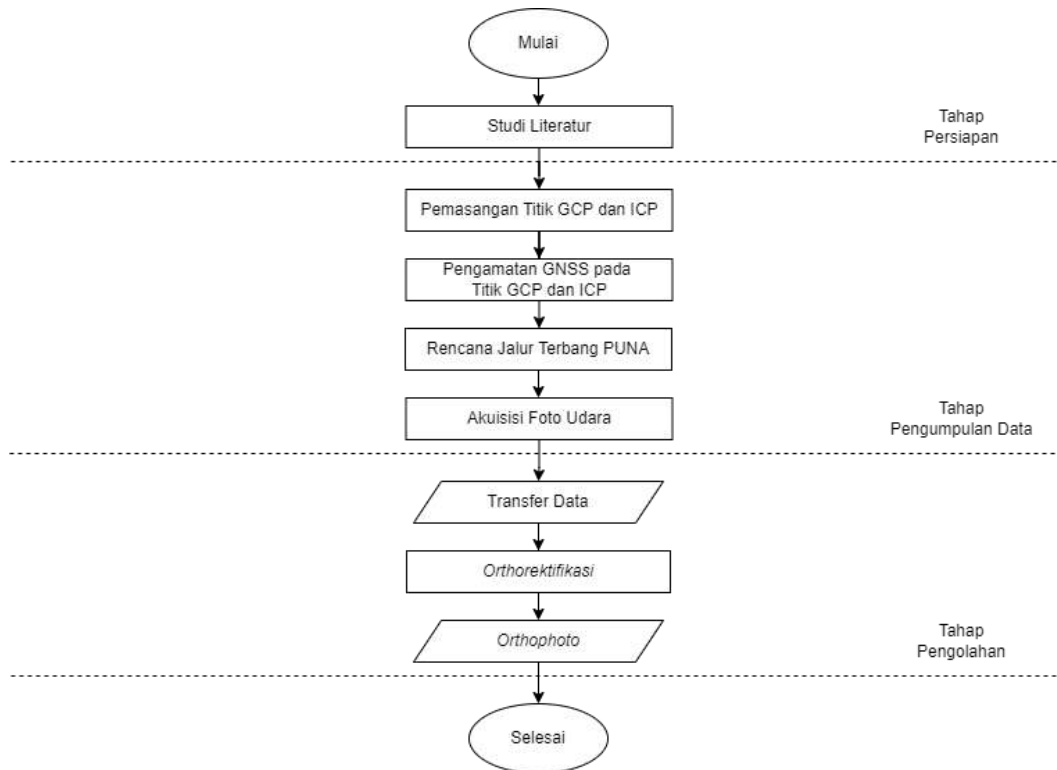 Mulai
Studi Literatur
Tahap
Persiapan
Pemasangan Titik GCP dan ICP
Pengamatan GNSS pada
Titik GCP dan ICP
Rencana Jalur Terbang PUNA
Akuisisi Foto Udara
Tahap
Pengumpulan Data
Transfer Data
Orthorektifikasi
Orthophoto
Tahap
Pengolahan
Selesai